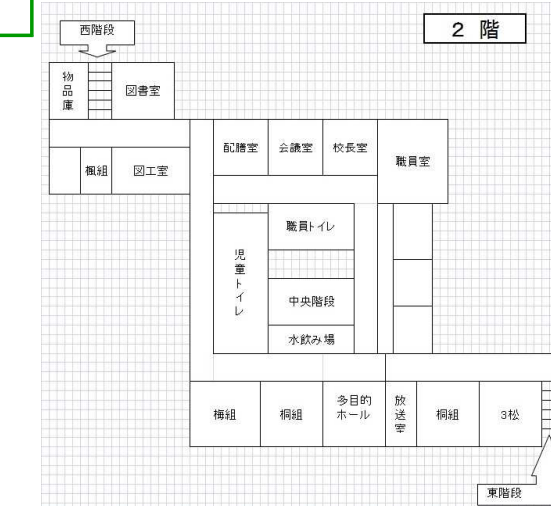 2 階
西階段
物品庫
図書室
楓組
図工室
配膳室
会議室
校長室
職員室
職員トイレ
児童トイレ
中央階段
水飲み場
梅組
桐組
多目的
ホール
放送室
桐組
3松
東階段